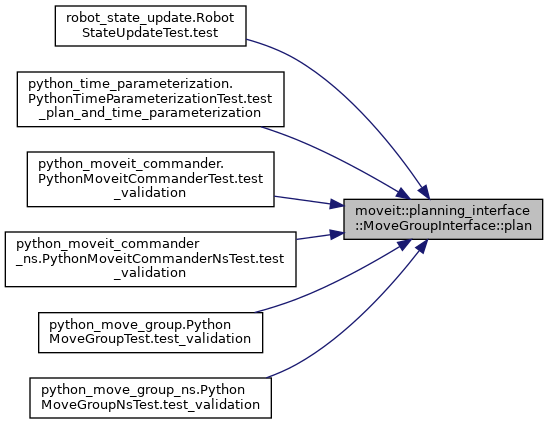 robot_state_update.Robot
StateUpdateTest.test
python_time_parameterization.
PythonTimeParameterizationTest.test
_plan_and_time_parameterization
python_moveit_commander.
PythonMoveitCommanderTest.test
_validation
moveit::planning_interface
::MoveGroupInterface::plan
python_moveit_commander
_ns.PythonMoveitCommanderNsTest.test
_validation
python_move_group.Python
MoveGroupTest.test_validation
python_move_group_ns.Python
MoveGroupNsTest.test_validation